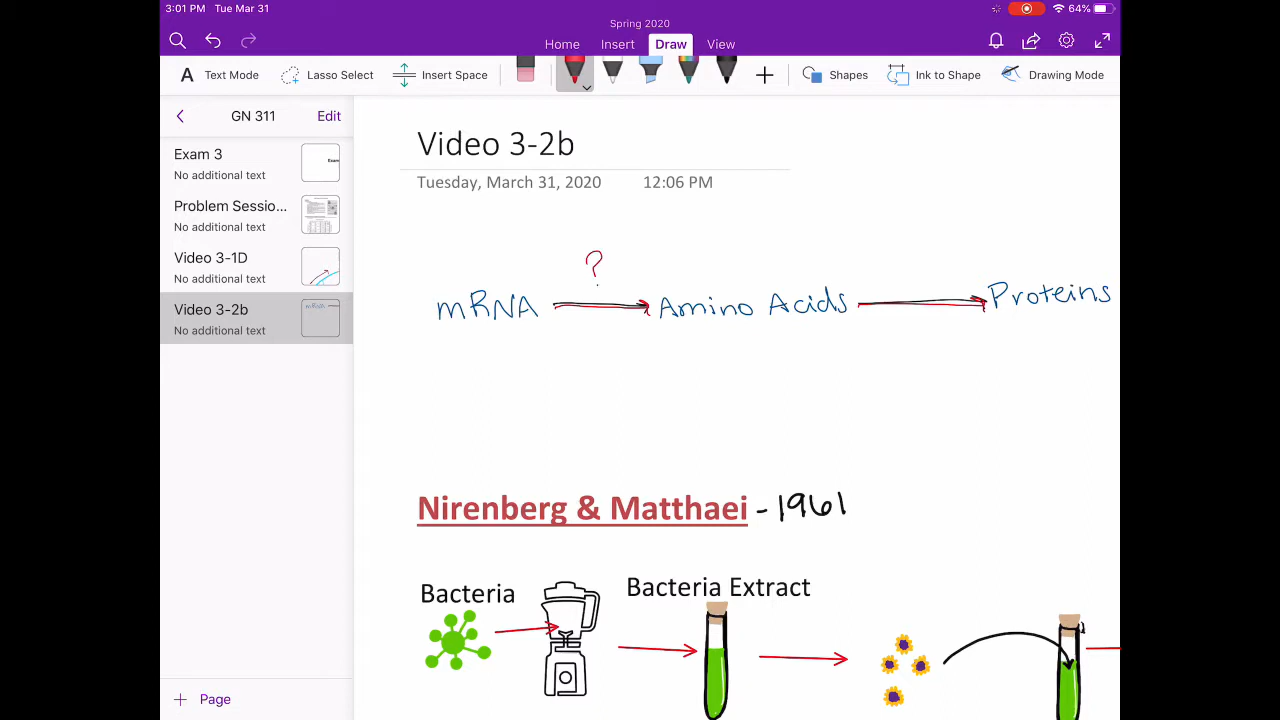 3:01 PM Tue Mar 31
64%
Spring 2020
Home Insert Draw View
A Text Mode Lasso Select Insert Space Shapes Ink to Shape Drawing Mode
GN 311 Edit
Exam 3
No additional text
Problem Sessio...
No additional text
Video 3-1D
No additional text
Video 3-2b
No additional text
Page
Video 3-2b
Tuesday, March 31, 2020 12:06 PM
?
mRNA Amino Acids Proteins
Nirenberg & Matthaei - 1961
Bacteria
Bacteria Extract